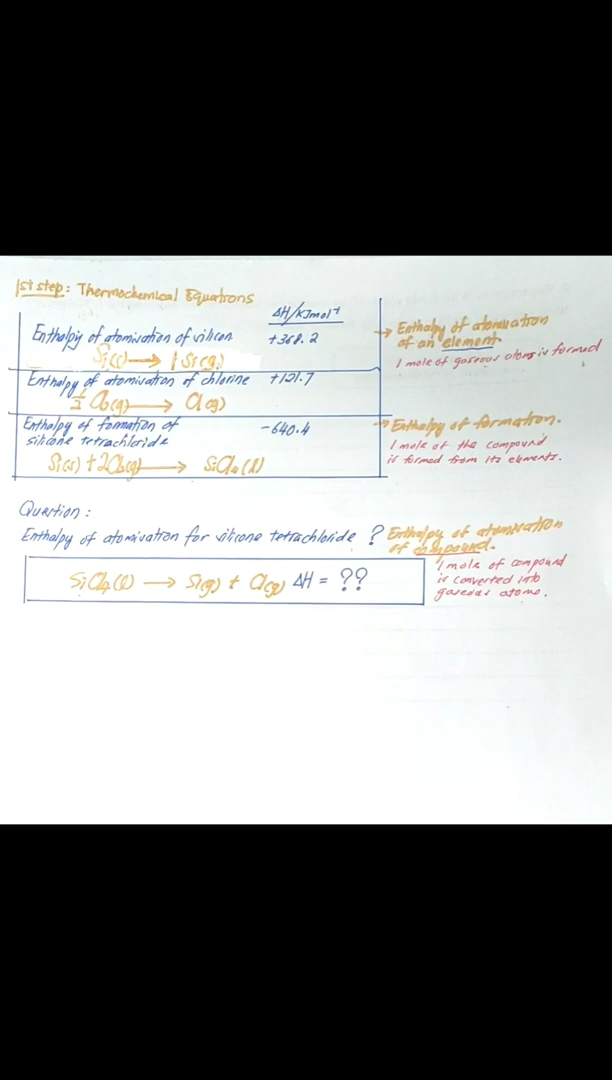 1st step: Thermochemical Equations
ΔH/kJmol⁻¹
Enthalpy of atomisation of silicon +368.2
Si(s) → 1 Si(g)
Enthalpy of atomisation of chlorine +121.7
½ Cl₂(g) → Cl(g)
Enthalpy of formation of −640.4
silicone tetrachloride
Si(s) + 2Cl₂(g) → SiCl₄(l)
→ Enthalpy of atomisation
of an element.
1 mole of gaseous atoms is formed
→ Enthalpy of formation.
1 mole of the compound
is formed from its elements.
Question:
Enthalpy of atomisation for silicone tetrachloride ?
SiCl₄(l) → Si(g) + Cl(g) ΔH = ??
Enthalpy of atomisation
of compound.
1 mole of compound
is converted into
gaseous atoms.